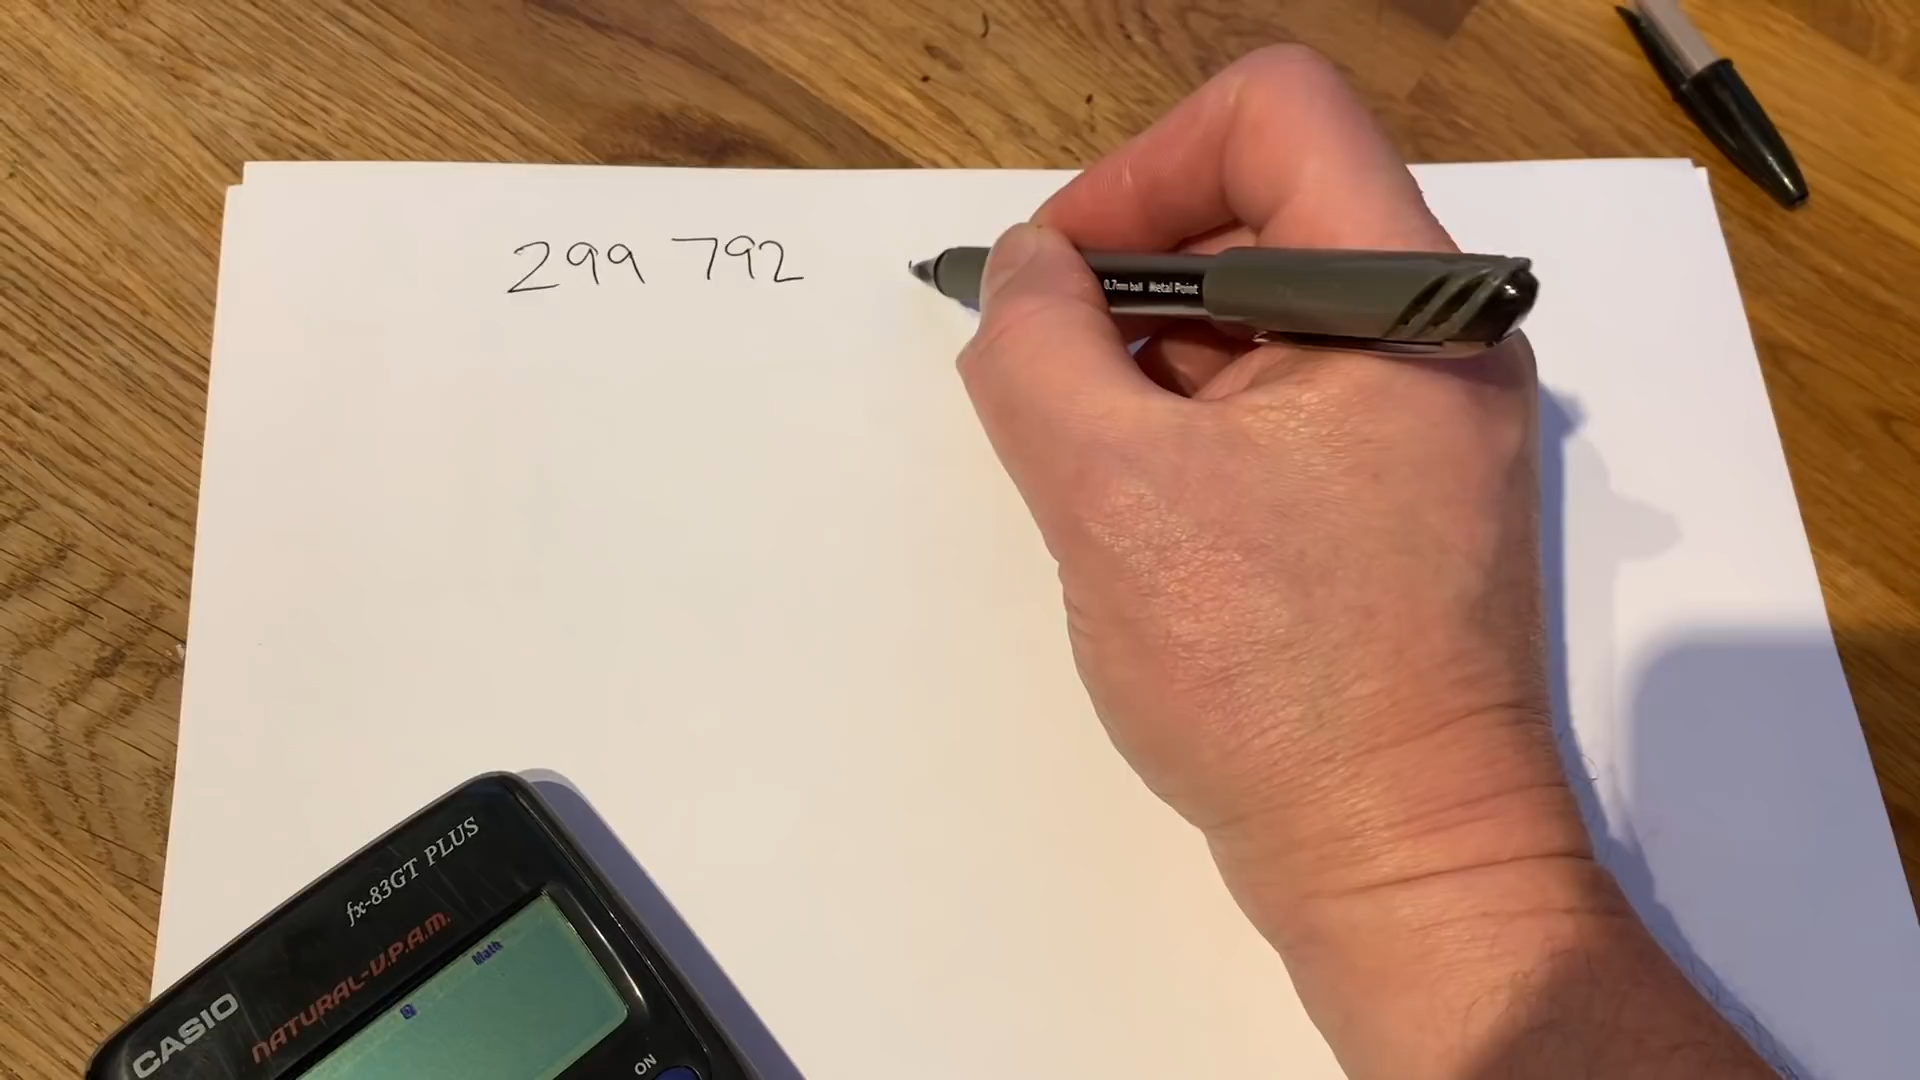 299 792
0.7mm ball Metal Point
fx-83GT PLUS
NATURAL-V.P.A.M.
CASIO
Math
D
ON